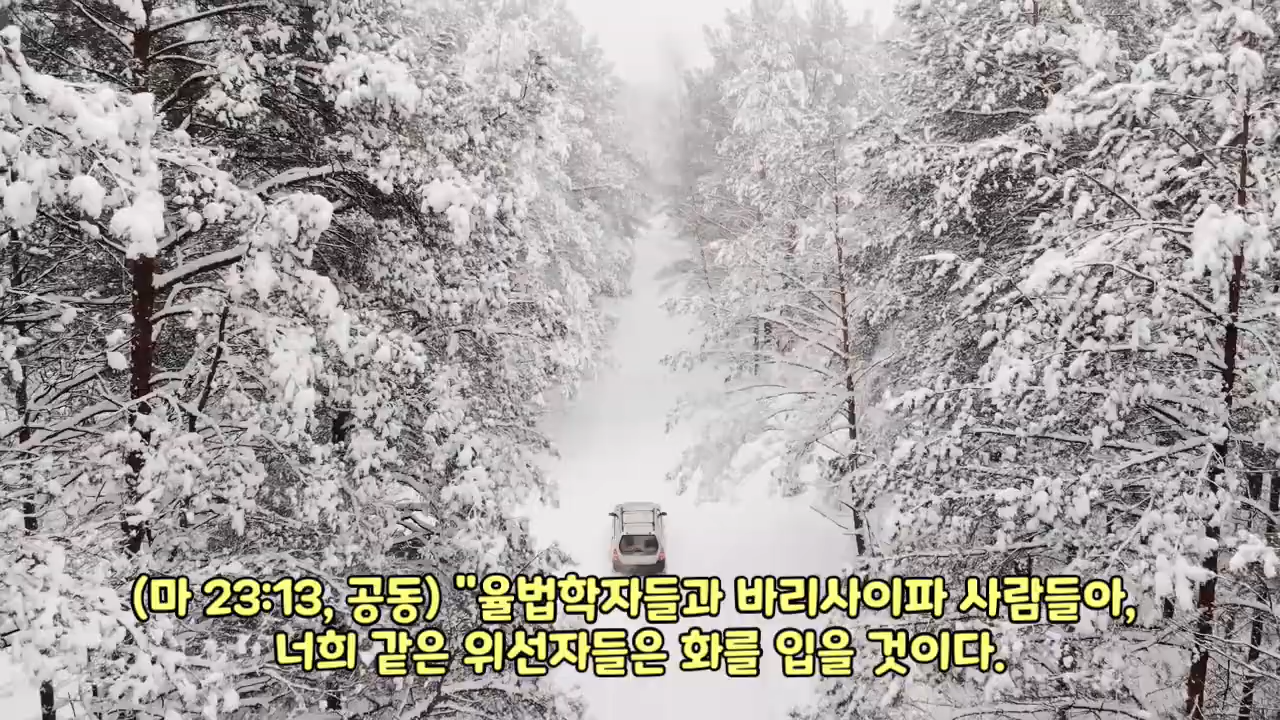 (마 23:13, 공동) "율법학자들과 바리사이파 사람들아,
너희 같은 위선자들은 화를 입을 것이다.